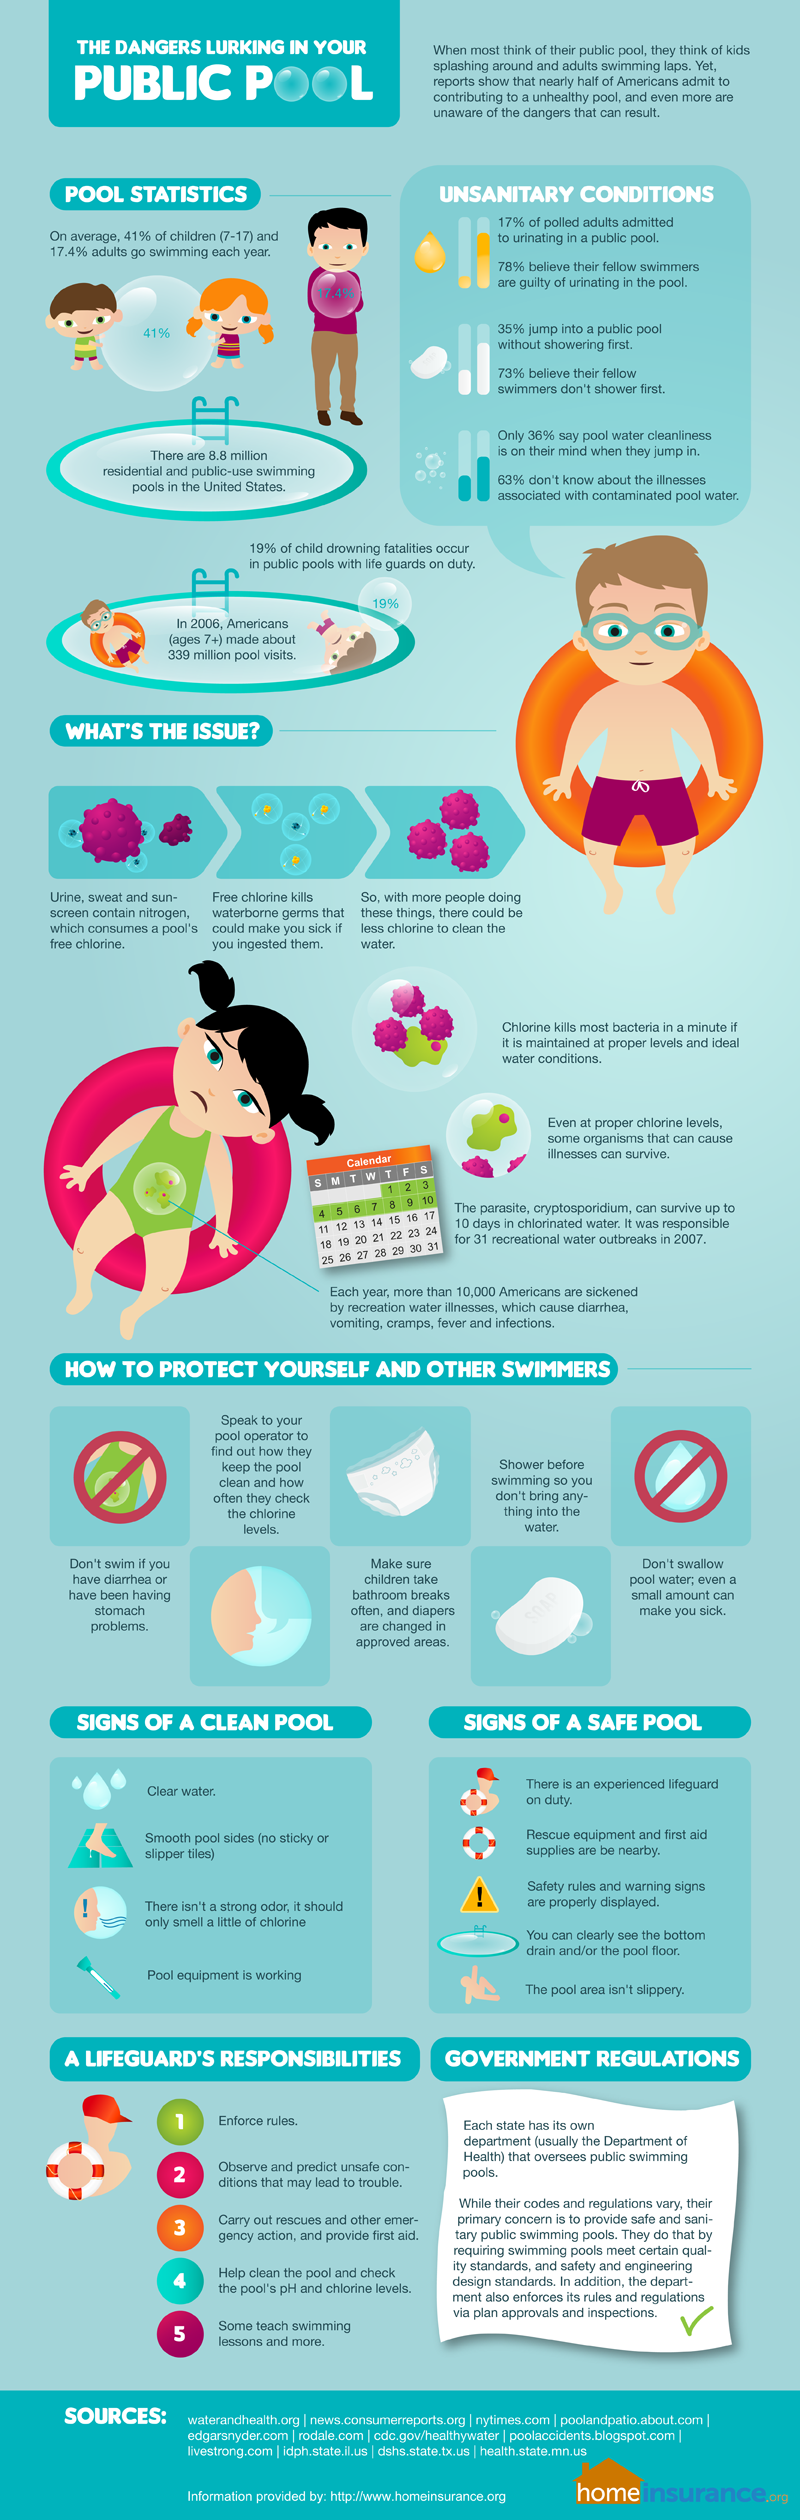 THE DANGERS LURKING IN YOUR
PUBLIC POOL
When most think of their public pool, they think of kids
splashing around and adults swimming laps. Yet,
reports show that nearly half of Americans admit to
contributing to a unhealthy pool, and even more are
unaware of the dangers that can result.
POOL STATISTICS
On average, 41% of children (7-17) and
17.4% adults go swimming each year.
41%
17.4%
There are 8.8 million
residential and public-use swimming
pools in the United States.
UNSANITARY CONDITIONS
17% of polled adults admitted
to urinating in a public pool.
78% believe their fellow swimmers
are guilty of urinating in the pool.
35% jump into a public pool
without showering first.
73% believe their fellow
swimmers don't shower first.
Only 36% say pool water cleanliness
is on their mind when they jump in.
63% don't know about the illnesses
associated with contaminated pool water.
19% of child drowning fatalities occur
in public pools with life guards on duty.
19%
In 2006, Americans
(ages 7+) made about
339 million pool visits.
WHAT'S THE ISSUE?
Urine, sweat and sun-
screen contain nitrogen,
which consumes a pool's
free chlorine.
Free chlorine kills
waterborne germs that
could make you sick if
you ingested them.
So, with more people doing
these things, there could be
less chlorine to clean the
water.
Chlorine kills most bacteria in a minute if
it is maintained at proper levels and ideal
water conditions.
Even at proper chlorine levels,
some organisms that can cause
illnesses can survive.
Calendar
S M T W T F S
1 2 3
4 5 6 7 8 9 10
11 12 13 14 15 16 17
18 19 20 21 22 23 24
25 26 27 28 29 30 31
The parasite, cryptosporidium, can survive up to
10 days in chlorinated water. It was responsible
for 31 recreational water outbreaks in 2007.
Each year, more than 10,000 Americans are sickened
by recreation water illnesses, which cause diarrhea,
vomiting, cramps, fever and infections.
HOW TO PROTECT YOURSELF AND OTHER SWIMMERS
Don't swim if you
have diarrhea or
have been having
stomach
problems.
Speak to your
pool operator to
find out how they
keep the pool
clean and how
often they check
the chlorine
levels.
Make sure
children take
bathroom breaks
often, and diapers
are changed in
approved areas.
Shower before
swimming so you
don't bring any-
thing into the
water.
SOAP
Don't swallow
pool water; even a
small amount can
make you sick.
SIGNS OF A CLEAN POOL
Clear water.
Smooth pool sides (no sticky or
slipper tiles)
There isn't a strong odor, it should
only smell a little of chlorine
Pool equipment is working
SIGNS OF A SAFE POOL
There is an experienced lifeguard
on duty.
Rescue equipment and first aid
supplies are be nearby.
Safety rules and warning signs
are properly displayed.
You can clearly see the bottom
drain and/or the pool floor.
The pool area isn't slippery.
A LIFEGUARD'S RESPONSIBILITIES
1 Enforce rules.
2 Observe and predict unsafe con-
ditions that may lead to trouble.
3 Carry out rescues and other emer-
gency action, and provide first aid.
4 Help clean the pool and check
the pool's pH and chlorine levels.
5 Some teach swimming
lessons and more.
GOVERNMENT REGULATIONS
Each state has its own
department (usually the Department of
Health) that oversees public swimming
pools.
While their codes and regulations vary, their
primary concern is to provide safe and sani-
tary public swimming pools. They do that by
requiring swimming pools meet certain qual-
ity standards, and safety and engineering
design standards. In addition, the depart-
ment also enforces its rules and regulations
via plan approvals and inspections.
SOURCES:
waterandhealth.org | news.consumerreports.org | nytimes.com | poolandpatio.about.com |
edgarsnyder.com | rodale.com | cdc.gov/healthywater | poolaccidents.blogspot.com |
livestrong.com | idph.state.il.us | dshs.state.tx.us | health.state.mn.us
Information provided by: http://www.homeinsurance.org
homeinsurance.org